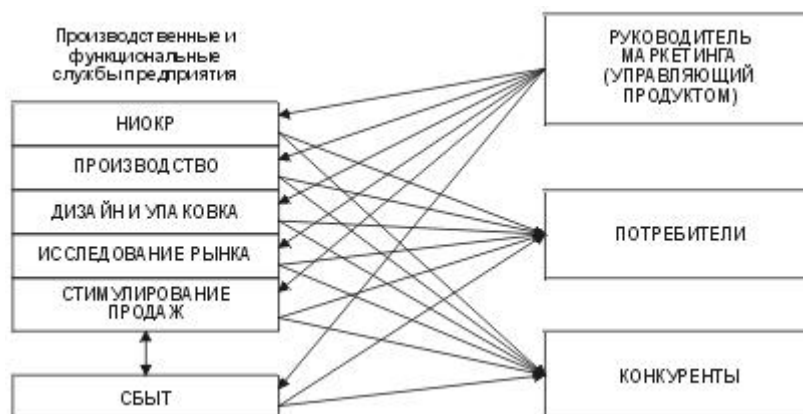 Производственные и
функциональные
службы предприятия
НИОКР
ПРОИЗВОДСТВО
ДИЗАЙН И УПАКОВКА
ИССЛЕДОВАНИЕ РЫНКА
СТИМУЛИРОВАНИЕ
ПРОДАЖ
СБЫТ
РУКОВОДИТЕЛЬ
МАРКЕТИНГА
(УПРАВЛЯЮЩИЙ
ПРОДУКТОМ)
ПОТРЕБИТЕЛИ
КОНКУРЕНТЫ